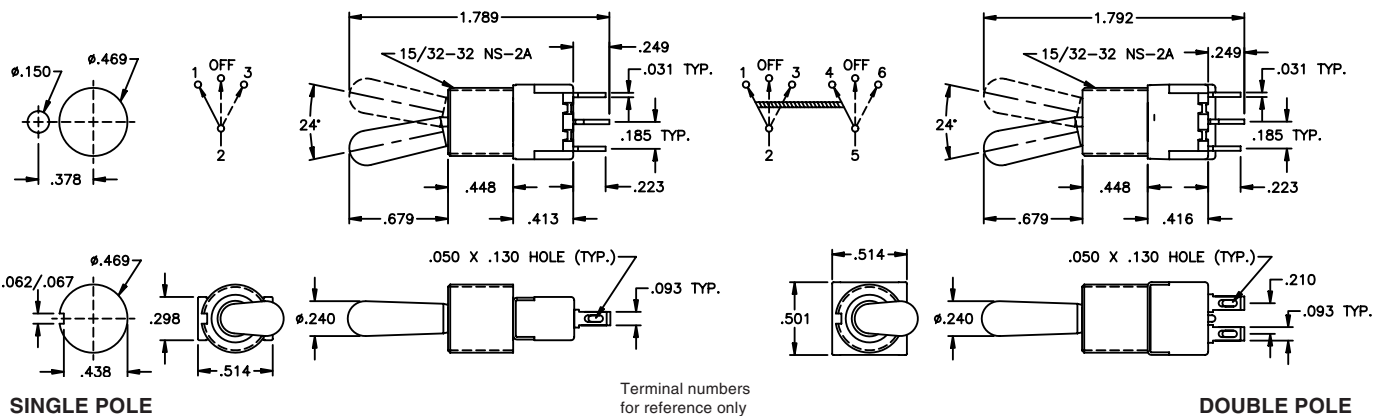 1.789
15/32-32 NS-2A
.249
.031 TYP.
ø.469
ø.150
OFF
1
3
2
24°
.185 TYP.
.378
.448
.223
.679
.413
1.792
15/32-32 NS-2A
.249
.031 TYP.
OFF
OFF
1
3
4
6
2
5
24°
.185 TYP.
.448
.223
.679
.416
ø.469
.062/.067
.298
ø.240
.438
.514
.050 X .130 HOLE (TYP.)
.093 TYP.
.514
.501
ø.240
.050 X .130 HOLE (TYP.)
.210
.093 TYP.
SINGLE POLE
Terminal numbers
for reference only
DOUBLE POLE